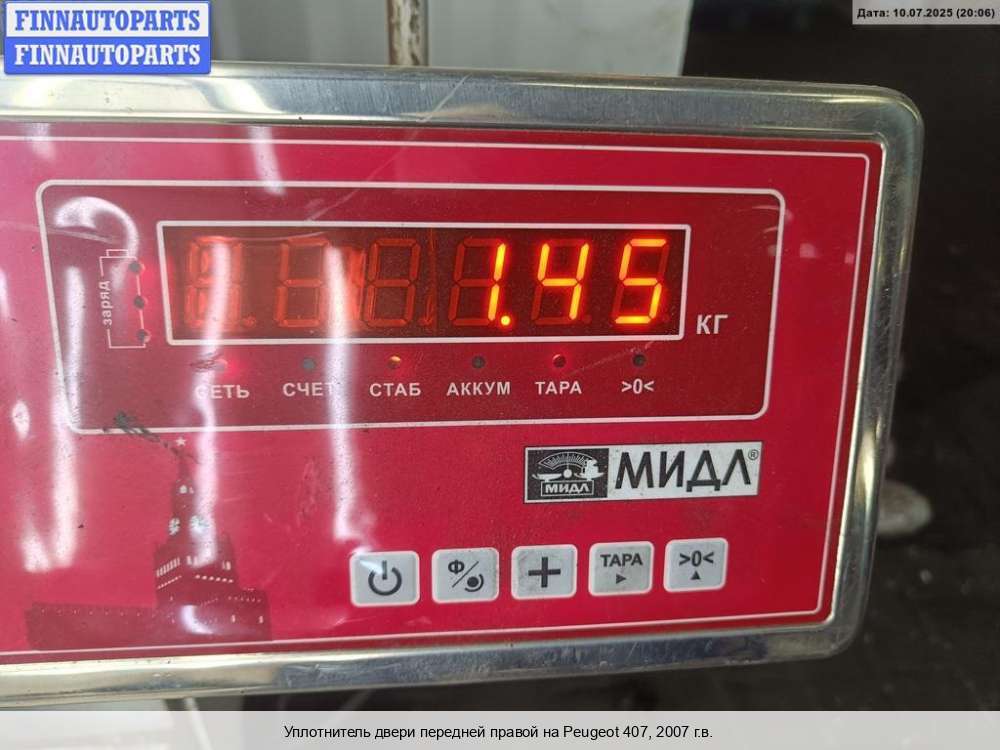 FINNAUTOPARTS
FINNAUTOPARTS
Дата: 10.07.2025 (20:06)
заряд
1.45
КГ
СЕТЬ СЧЕТ СТАБ АККУМ ТАРА >0<
МИДЛ МИДЛ®
Ф/ + ТАРА >0<
Уплотнитель двери передней правой на Peugeot 407, 2007 г.в.